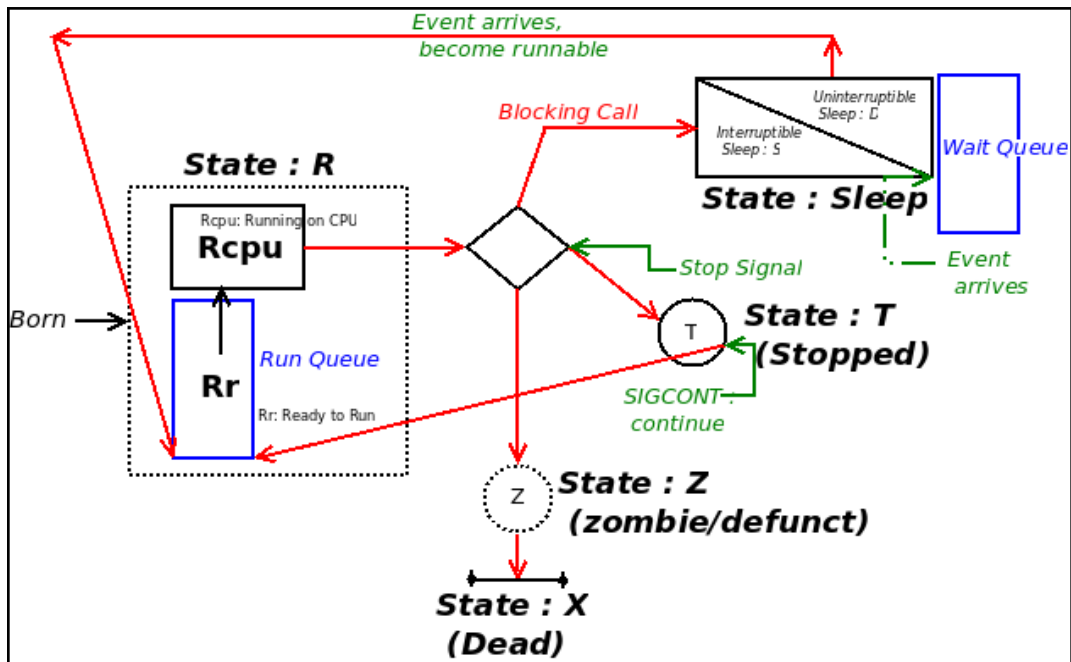 Event arrives,
become runnable
Blocking Call
Uninterruptible
Sleep : D
Interruptible
Sleep : S
Wait Queue
State : Sleep
State : R
Rcpu: Running on CPU
Rcpu
Stop Signal
Event
arrives
Born
Run Queue
Rr
Rr: Ready to Run
T
State : T
(Stopped)
SIGCONT :
continue
Z
State : Z
(zombie/defunct)
State : X
(Dead)